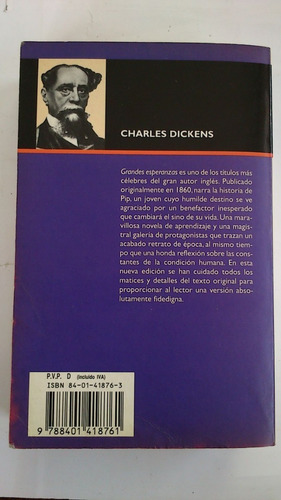 CHARLES DICKENS
Grandes esperanzas es uno de los títulos más
célebres del gran autor inglés. Publicado
originalmente en 1860, narra la historia de
Pip, un joven cuyo humilde destino se ve
agraciado por un benefactor inesperado
que cambiará el sino de su vida. Una mara-
villosa novela de aprendizaje y una magis-
tral galería de protagonistas que trazan un
acabado retrato de época, al mismo tiem-
po que una honda reflexión sobre las cons-
tantes de la condición humana. En esta
nueva edición se han cuidado todos los
matices y detalles del texto original para
proporcionar al lector una versión abso-
lutamente fidedigna.
P.V.P. D (incluido IVA)
ISBN 84-01-41876-3
9 788401 418761